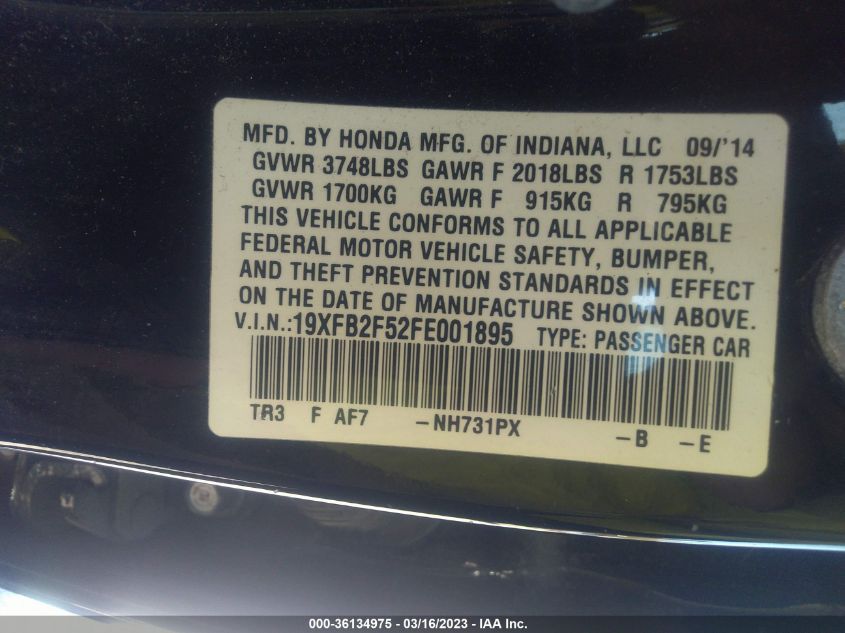 MFD. BY HONDA MFG. OF INDIANA, LLC 09/'14
GVWR 3748LBS GAWR F 2018LBS R 1753LBS
GVWR 1700KG GAWR F 915KG R 795KG
THIS VEHICLE CONFORMS TO ALL APPLICABLE
FEDERAL MOTOR VEHICLE SAFETY, BUMPER,
AND THEFT PREVENTION STANDARDS IN EFFECT
ON THE DATE OF MANUFACTURE SHOWN ABOVE.
V.I.N.:19XFB2F52FE001895 TYPE: PASSENGER CAR
TR3 F AF7 -NH731PX -B -E
000-36134975 - 03/16/2023 - IAA Inc.